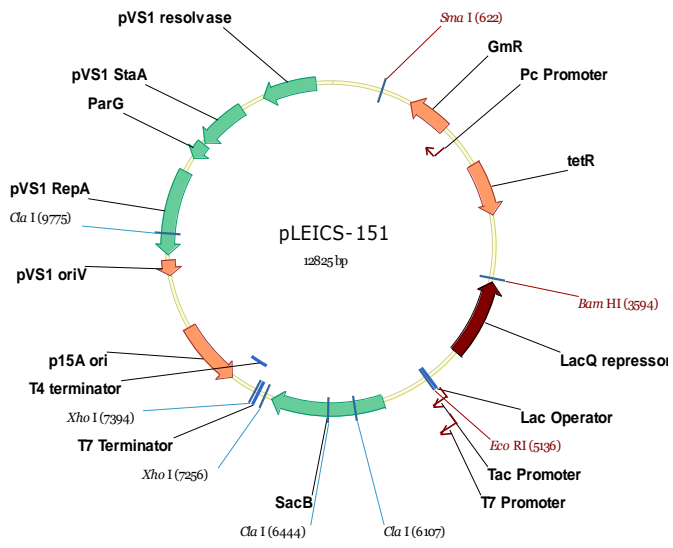 pVS1 resolvase
Sma I (622)
GmR
Pc Promoter
pVS1 StaA
ParG
tetR
pVS1 RepA
Cla I (9775)
pLEICS-151
12825 bp
pVS1 oriV
Bam HI (3594)
LacQ repressor
p15A ori
T4 terminator
Lac Operator
Xho I (7394)
Eco RI (5136)
T7 Terminator
Tac Promoter
Xho I (7256)
SacB
T7 Promoter
Cla I (6444)
Cla I (6107)